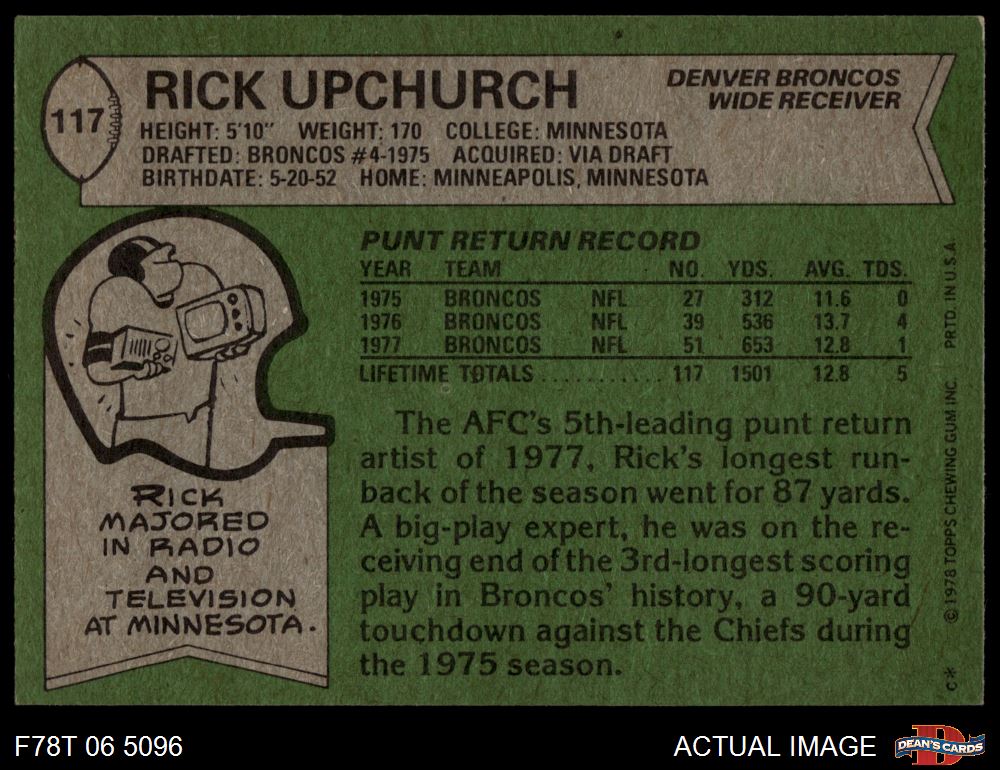 117
RICK UPCHURCH
DENVER BRONCOS
WIDE RECEIVER
HEIGHT: 5'10" WEIGHT: 170 COLLEGE: MINNESOTA
DRAFTED: BRONCOS #4-1975 ACQUIRED: VIA DRAFT
BIRTHDATE: 5-20-52 HOME: MINNEAPOLIS, MINNESOTA
PUNT RETURN RECORD
YEAR TEAM NO. YDS. AVG. TDS.
1975 BRONCOS NFL 27 312 11.6 0
1976 BRONCOS NFL 39 536 13.7 4
1977 BRONCOS NFL 51 653 12.8 1
LIFETIME TOTALS ........... 117 1501 12.8 5
The AFC's 5th-leading punt return
artist of 1977, Rick's longest run-
back of the season went for 87 yards.
A big-play expert, he was on the re-
ceiving end of the 3rd-longest scoring
play in Broncos' history, a 90-yard
touchdown against the Chiefs during
the 1975 season.
RICK
MAJORED
IN RADIO
AND
TELEVISION
AT MINNESOTA.
C* ©1978 TOPPS CHEWING GUM INC. PRTD. IN U.S.A.
F78T 06 5096
ACTUAL IMAGE
D
DEAN'S CARDS